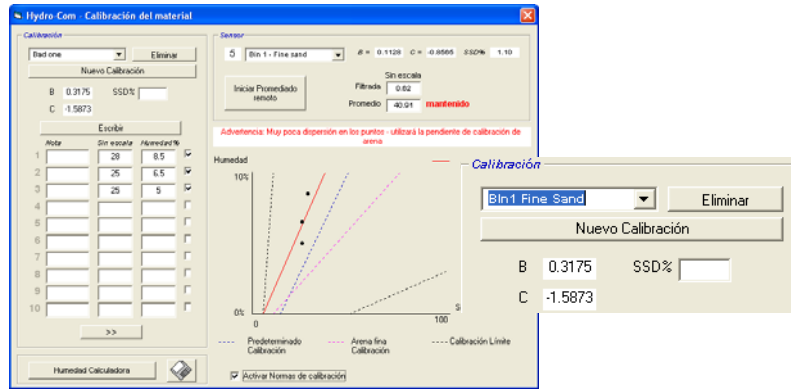 Hydro-Com - Calibración del material
Calibración
Bad one
Eliminar
Nuevo Calibración
B 0.3175 SSD%
C -1.5873
Escribir
Nota Sin escala Humedad%
1 28 8.5
2 25 6.5
3 25 5
4
5
6
7
8
9
10
>>
Humedad Calculadora
Sensor
5 Bin 1 - Fine sand B = 0.1128 C = -0.8565 SSD% 1.10
Sin escala
Iniciar Promediado remoto
Filtrada 0.82
Promedio 40.91 mantenido
Advertencia: Muy poca dispersión en los puntos - utilizará la pendiente de calibración de
arena
Humedad
10%
0%
0
100
S
Predeterminado Calibración
Arena fina Calibración
Calibración Límite
Activar Normas de calibración
Calibración
BIn1 Fine Sand
Eliminar
Nuevo Calibración
B 0.3175 SSD%
C -1.5873